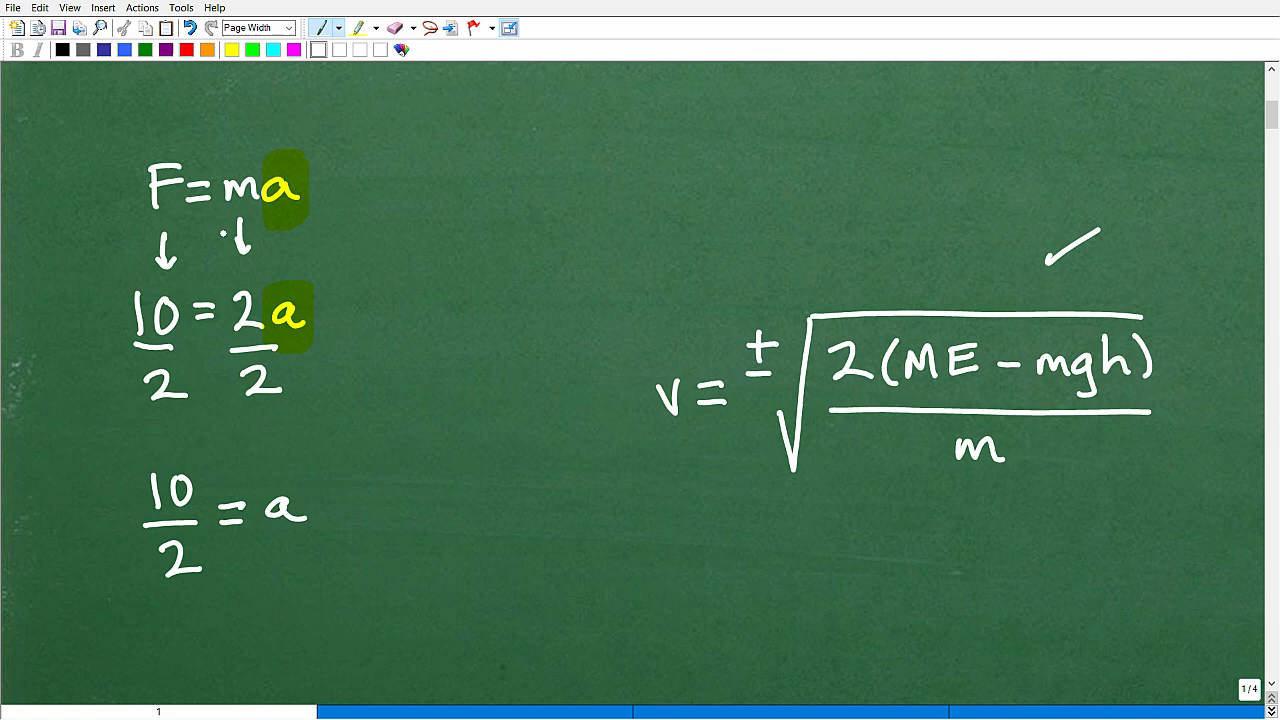 File Edit View Insert Actions Tools Help
Page Width
B I
F = ma
↓ ↓
10 = 2a
2 2
10
2 = a
v = ± √ 2(ME - mgh)
m
1/4
1